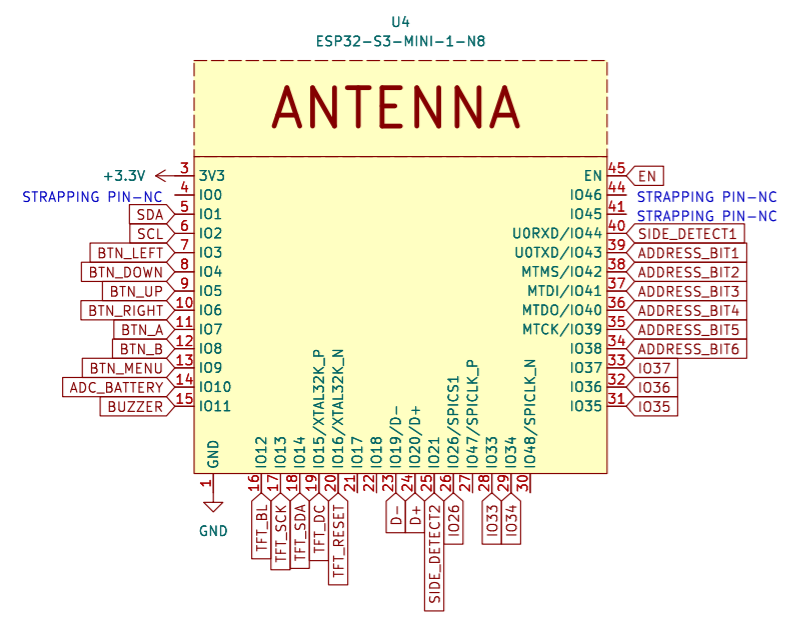 U4
ESP32-S3-MINI-1-N8
ANTENNA
+3.3V 3 3V3
STRAPPING PIN-NC 4 IO0
SDA 5 IO1
SCL 6 IO2
BTN_LEFT 7 IO3
BTN_DOWN 8 IO4
BTN_UP 9 IO5
BTN_RIGHT 10 IO6
BTN_A 11 IO7
BTN_B 12 IO8
BTN_MENU 13 IO9
ADC_BATTERY 14 IO10
BUZZER 15 IO11
EN 45 EN
IO46 44 STRAPPING PIN-NC
IO45 41 STRAPPING PIN-NC
U0RXD/IO44 40 SIDE_DETECT1
U0TXD/IO43 39 ADDRESS_BIT1
MTMS/IO42 38 ADDRESS_BIT2
MTDI/IO41 37 ADDRESS_BIT3
MTDO/IO40 36 ADDRESS_BIT4
MTCK/IO39 35 ADDRESS_BIT5
IO38 34 ADDRESS_BIT6
IO37 33 IO37
IO36 32 IO36
IO35 31 IO35
GND 1 GND
IO12 16 TFT_BL
IO13 17 TFT_SCK
IO14 18 TFT_SDA
IO15/XTAL32K_P 19 TFT_DC
IO16/XTAL32K_N 20 TFT_RESET
IO17 21
IO18 22
IO19/D- 23 D-
IO20/D+ 24 D+
IO21 25 SIDE_DETECT2
IO26/SPICS1 26 IO26
IO47/SPICLK_P 27
IO33 28 IO33
IO34 29 IO34
IO48/SPICLK_N 30